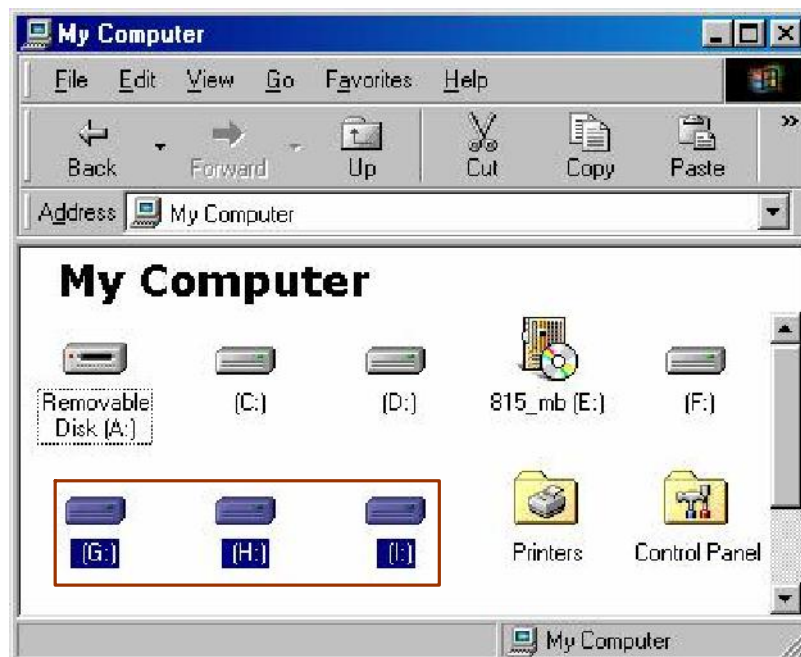 My Computer
File Edit View Go Favorites Help
Back Forward Up Cut Copy Paste »
Address My Computer
My Computer
Removable Disk (A:)
(C:)
(D:)
815_mb (E:)
(F:)
(G:)
(H:)
(I:)
Printers
Control Panel
My Computer